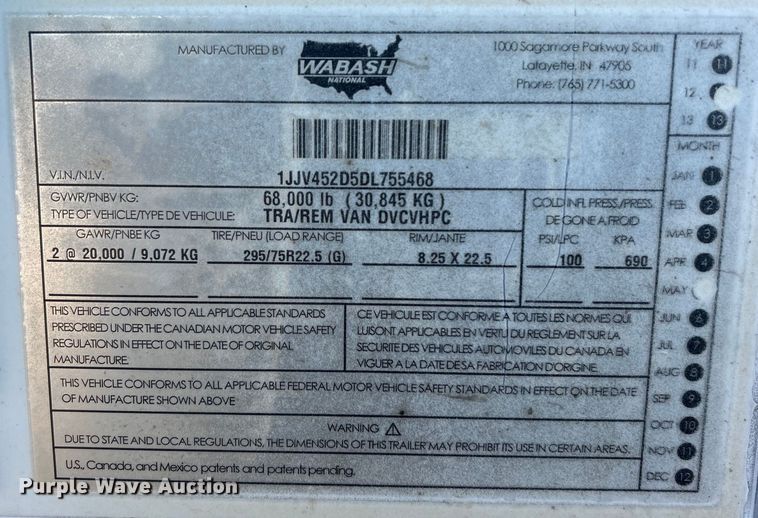 MANUFACTURED BY
WABASH
NATIONAL
1000 Sagamore Parkway South
Lafayette, IN 47905
Phone: (765) 771-5300
YEAR
11 11
12
13 13
MONTH
JAN 1
FEB 2
MAR 3
APR 4
MAY
JUN 6
JUL 7
AUG 8
SEP 9
OCT 10
NOV 11
DEC 12
V.I.N./N.I.V. 1JJV452D5DL755468
GVWR/PNBV KG: 68,000 lb (30,845 KG)
TYPE OF VEHICLE/TYPE DE VEHICULE: TRA/REM VAN DVCVHPC
COLD INFL. PRESS./PRESS.
DE GONF. A FROID
GAWR/PNBE KG TIRE/PNEU (LOAD RANGE) RIM/JANTE PSI/LPC KPA
2 @ 20,000 / 9,072 KG 295/75R22.5 (G) 8.25 X 22.5 100 690
THIS VEHICLE CONFORMS TO ALL APPLICABLE STANDARDS
PRESCRIBED UNDER THE CANADIAN MOTOR VEHICLE SAFETY
REGULATIONS IN EFFECT ON THE DATE OF ORIGINAL
MANUFACTURE.
CE VEHICULE EST CONFORME A TOUTES LES NORMES QUI
LUI SONT APPLICABLES EN VERTU DU REGLEMENT SUR LA
SECURITE DES VEHICULES AUTOMOVILES DU CANADA EN
VIGUER A LA DATE DE SA FABRICATION D'ORIGINE.
THIS VEHICLE CONFORMS TO ALL APPLICABLE FEDERAL MOTOR VEHICLE SAFETY STANDARDS IN EFFECT ON THE DATE
OF MANUFACTURE SHOWN ABOVE
WARNING
DUE TO STATE AND LOCAL REGULATIONS, THE DIMENSIONS OF THIS TRAILER MAY PROHIBIT ITS USE IN CERTAIN AREAS.
U.S., Canada, and Mexico patents and patents pending.
Purple Wave Auction